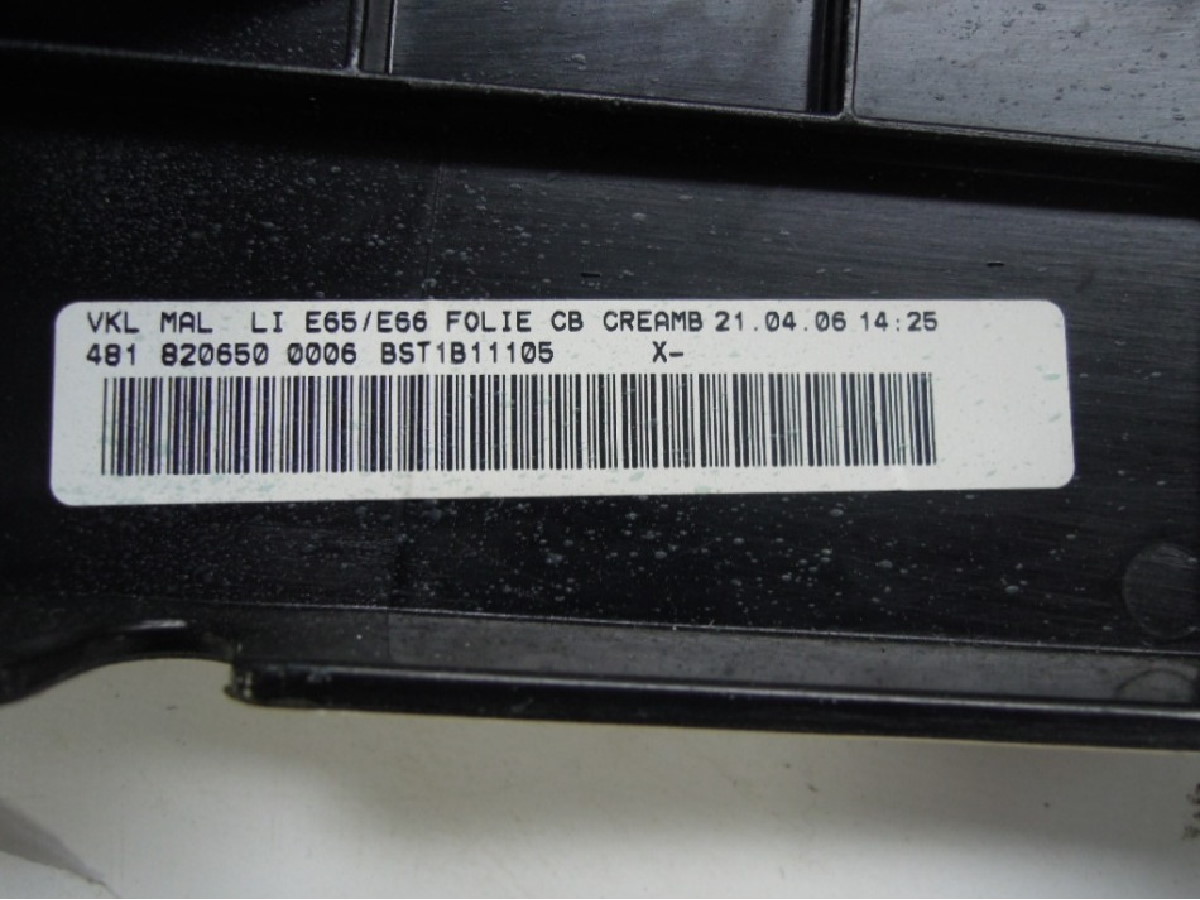 VKL MAL LI E65/E66 FOLIE CB CREAMB 21.04.06 14:25
481 820650 0006 BST1B11105 X-